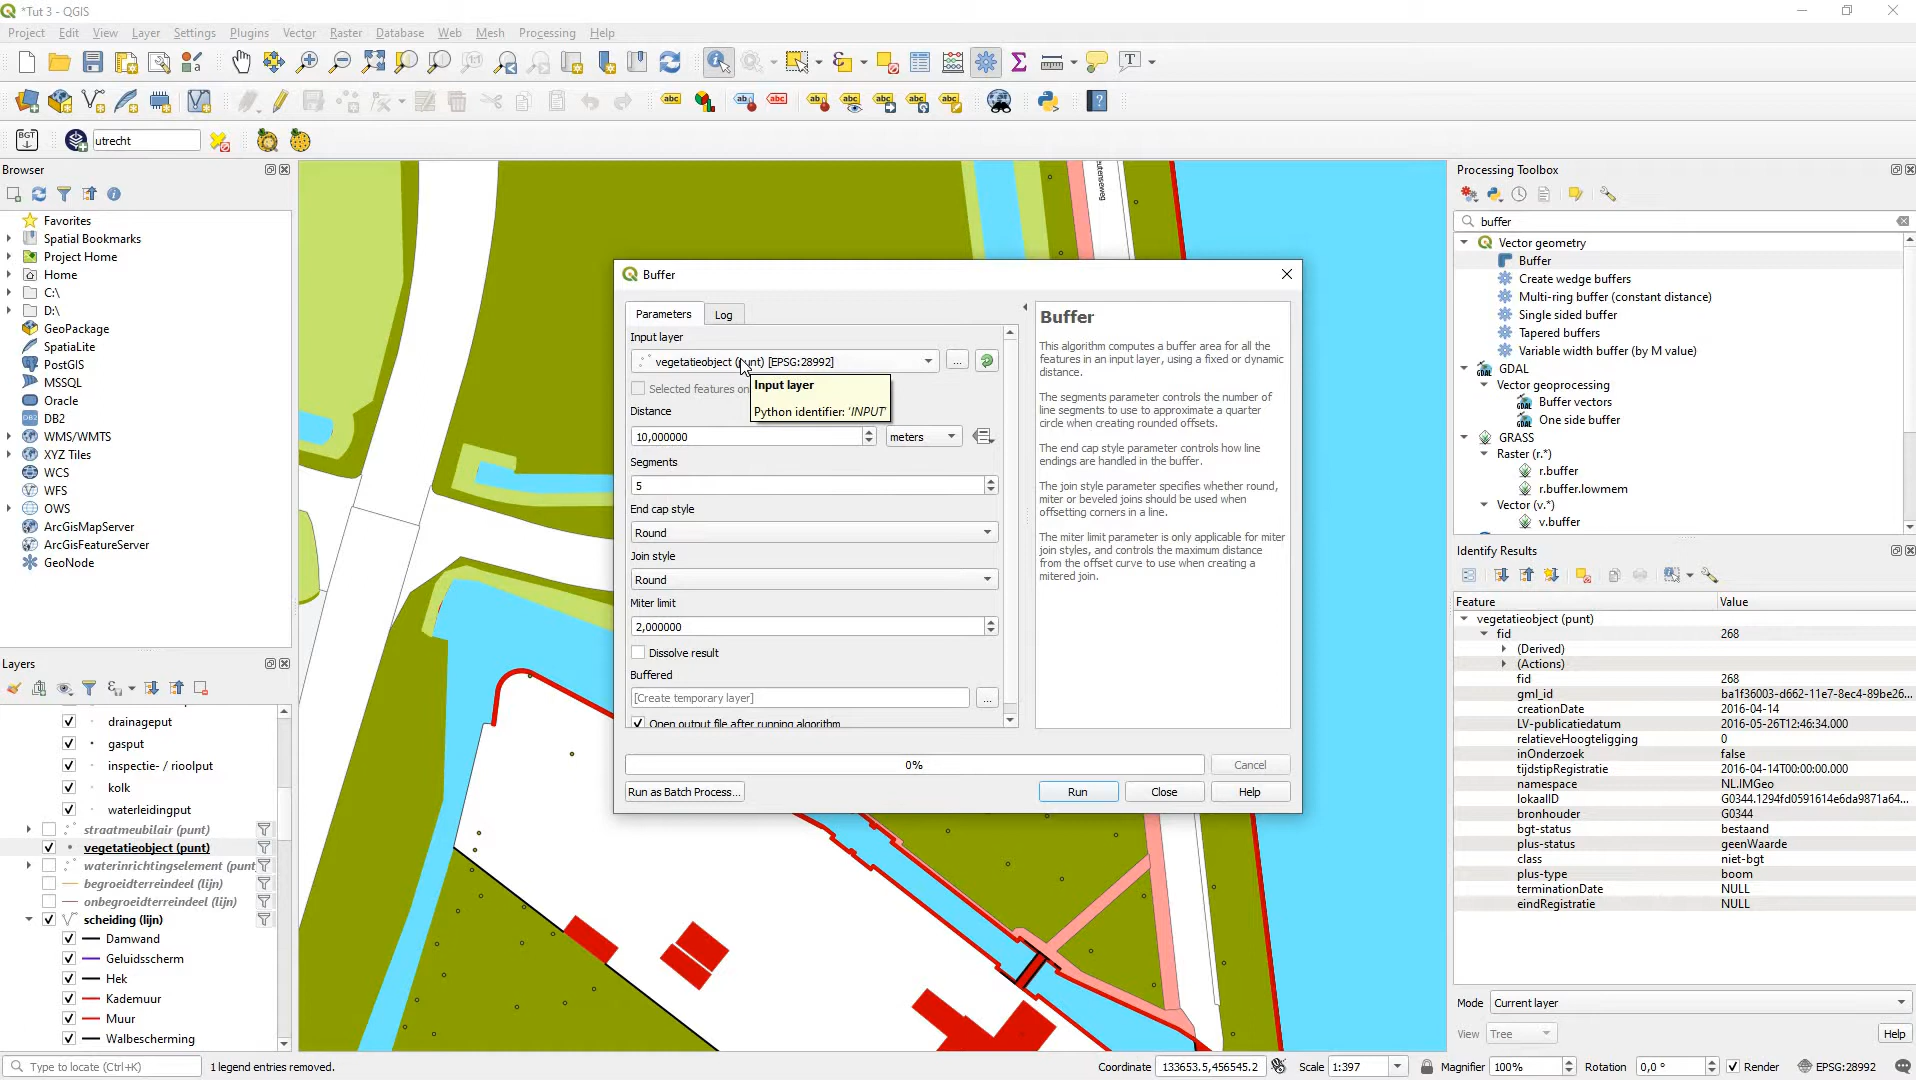 *Tut 3 - QGIS
Project Edit View Layer Settings Plugins Vector Raster Database Web Mesh Processing Help
utrecht
Browser
Favorites
Spatial Bookmarks
Project Home
Home
C:\
D:\
GeoPackage
SpatiaLite
PostGIS
MSSQL
Oracle
DB2
WMS/WMTS
XYZ Tiles
WCS
WFS
OWS
ArcGisMapServer
ArcGisFeatureServer
GeoNode
Layers
drainageput
gasput
inspectie- / rioolput
kolk
waterleidingput
straatmeubilair (punt)
vegetatieobject (punt)
waterinrichtingselement (punt
begroeidterreindeel (lijn)
onbegroeidterreindeel (lijn)
scheiding (lijn)
Damwand
Geluidsscherm
Hek
Kademuur
Muur
Walbescherming
Buffer
Parameters Log
Input layer
vegetatieobject (punt) [EPSG:28992]
Selected features on
Input layer
Python identifier: 'INPUT'
Distance
10,000000 meters
Segments
5
End cap style
Round
Join style
Round
Miter limit
2,000000
Dissolve result
Buffered
[Create temporary layer]
Open output file after running algorithm
Buffer
This algorithm computes a buffer area for all the
features in an input layer, using a fixed or dynamic
distance.
The segments parameter controls the number of
line segments to use to approximate a quarter
circle when creating rounded offsets.
The end cap style parameter controls how line
endings are handled in the buffer.
The join style parameter specifies whether round,
miter or beveled joins should be used when
offsetting corners in a line.
The miter limit parameter is only applicable for miter
join styles, and controls the maximum distance
from the offset curve to use when creating a
mitered join.
0% Cancel
Run as Batch Process... Run Close Help
Processing Toolbox
buffer
Vector geometry
Buffer
Create wedge buffers
Multi-ring buffer (constant distance)
Single sided buffer
Tapered buffers
Variable width buffer (by M value)
GDAL
Vector geoprocessing
Buffer vectors
One side buffer
GRASS
Raster (r.*)
r.buffer
r.buffer.lowmem
Vector (v.*)
v.buffer
Identify Results
Feature Value
vegetatieobject (punt)
fid 268
(Derived)
(Actions)
fid 268
gml_id ba1f36003-d662-11e7-8ec4-89be26...
creationDate 2016-04-14
LV-publicatiedatum 2016-05-26T12:46:34.000
relatieveHoogteligging 0
inOnderzoek false
tijdstipRegistratie 2016-04-14T00:00:00.000
namespace NL.IMGeo
lokaalID G0344.1294fd0591614e6da9871a64...
bronhouder G0344
bgt-status bestaand
plus-status geenWaarde
class niet-bgt
plus-type boom
terminationDate NULL
eindRegistratie NULL
Mode Current layer
View Tree Help
Type to locate (Ctrl+K) 1 legend entries removed. Coordinate 133653.5,456545.2 Scale 1:397 Magnifier 100% Rotation 0,0 ° Render EPSG:28992